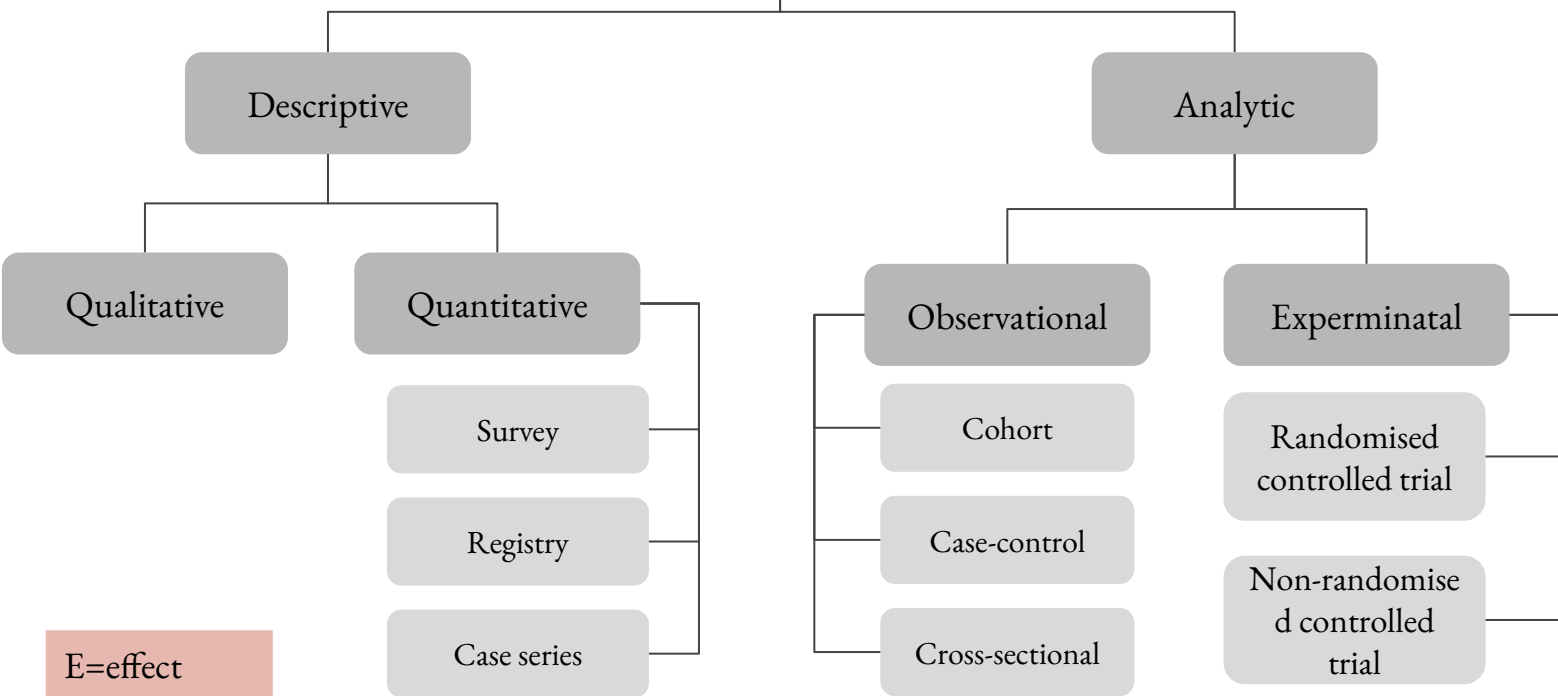 Descriptive
Analytic
Qualitative
Quantitative
Observational
Experminatal
Survey
Registry
Case series
Cohort
Case-control
Cross-sectional
Randomised
controlled trial
Non-randomise
d controlled
trial
E=effect